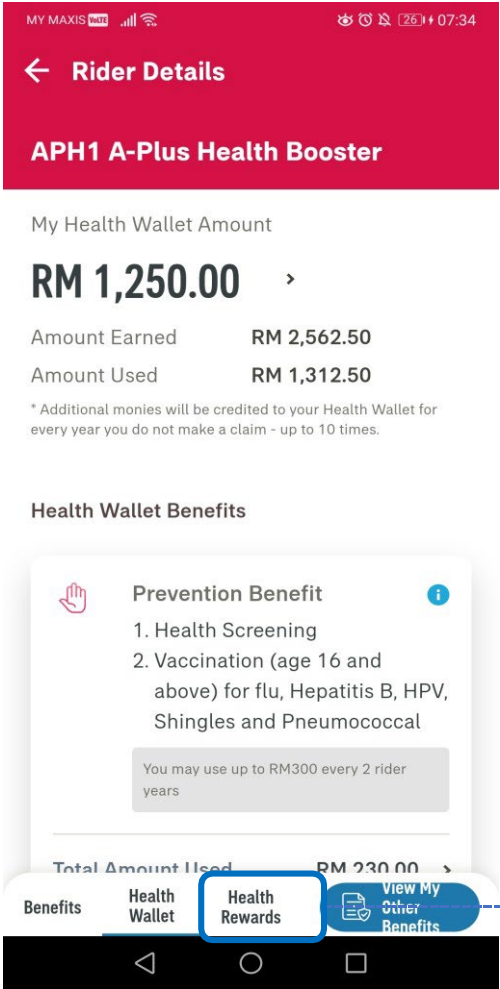 MY MAXIS VoLTE 26 07:34
Rider Details
APH1 A-Plus Health Booster
My Health Wallet Amount
RM 1,250.00
Amount Earned RM 2,562.50
Amount Used RM 1,312.50
* Additional monies will be credited to your Health Wallet for
every year you do not make a claim - up to 10 times.
Health Wallet Benefits
Prevention Benefit
1. Health Screening
2. Vaccination (age 16 and
above) for flu, Hepatitis B, HPV,
Shingles and Pneumococcal
You may use up to RM300 every 2 rider
years
Total Amount Used RM 230.00
Benefits
Health
Wallet
Health
Rewards
View My
Other
Benefits